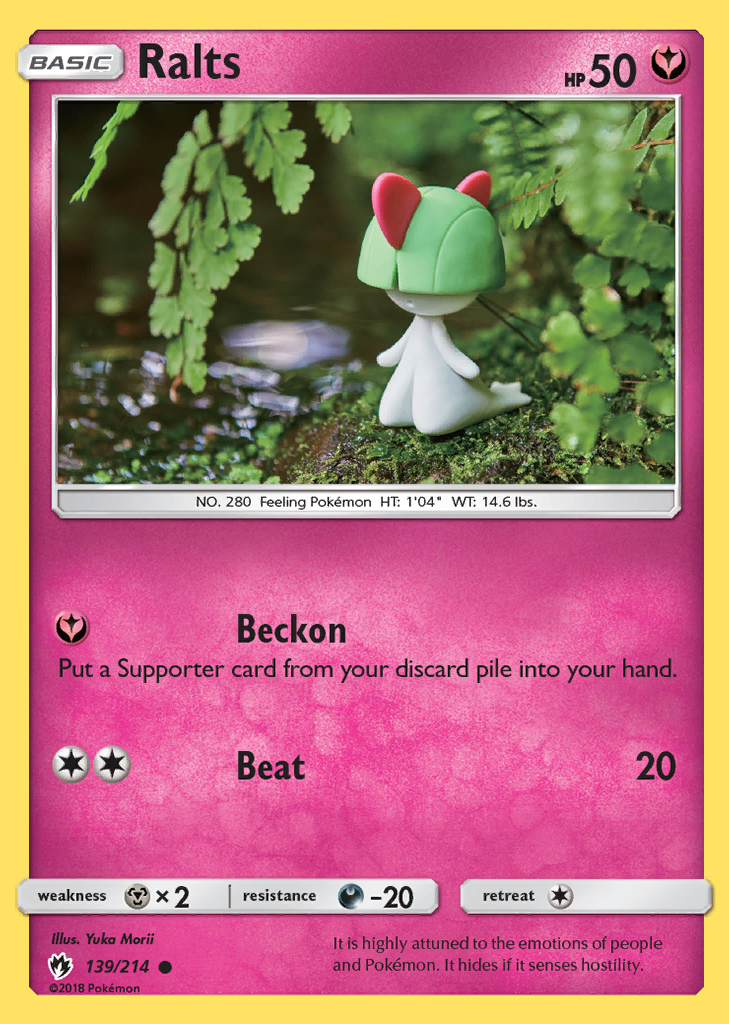 BASIC Ralts HP 50
NO. 280 Feeling Pokémon HT: 1'04" WT: 14.6 lbs.
Beckon
Put a Supporter card from your discard pile into your hand.
Beat 20
weakness ×2 resistance -20 retreat
Illus. Yuka Morii
139/214
©2018 Pokémon
It is highly attuned to the emotions of people
and Pokémon. It hides if it senses hostility.